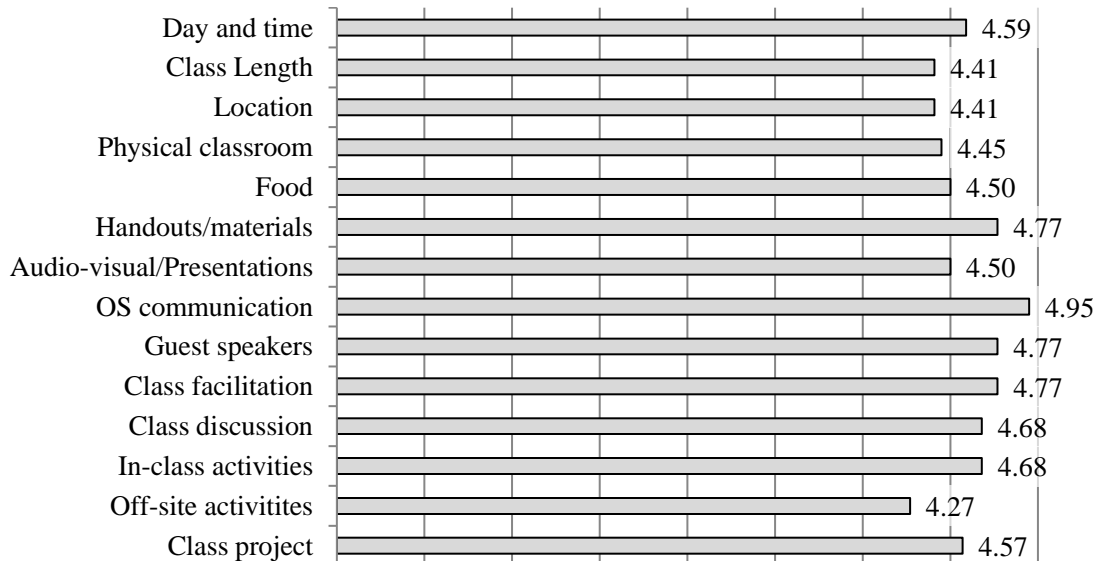 Day and time 4.59
Class Length 4.41
Location 4.41
Physical classroom 4.45
Food 4.50
Handouts/materials 4.77
Audio-visual/Presentations 4.50
OS communication 4.95
Guest speakers 4.77
Class facilitation 4.77
Class discussion 4.68
In-class activities 4.68
Off-site activitites 4.27
Class project 4.57